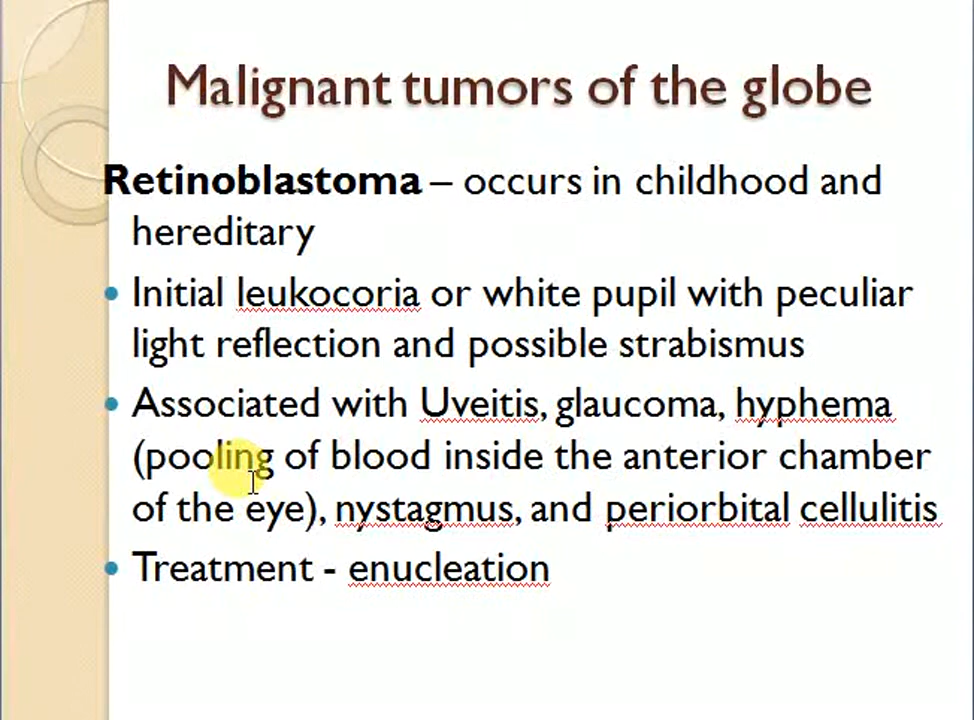 Malignant tumors of the globe
Retinoblastoma – occurs in childhood and
hereditary
• Initial leukocoria or white pupil with peculiar
light reflection and possible strabismus
• Associated with Uveitis, glaucoma, hyphema
(pooling of blood inside the anterior chamber
of the eye), nystagmus, and periorbital cellulitis
• Treatment - enucleation